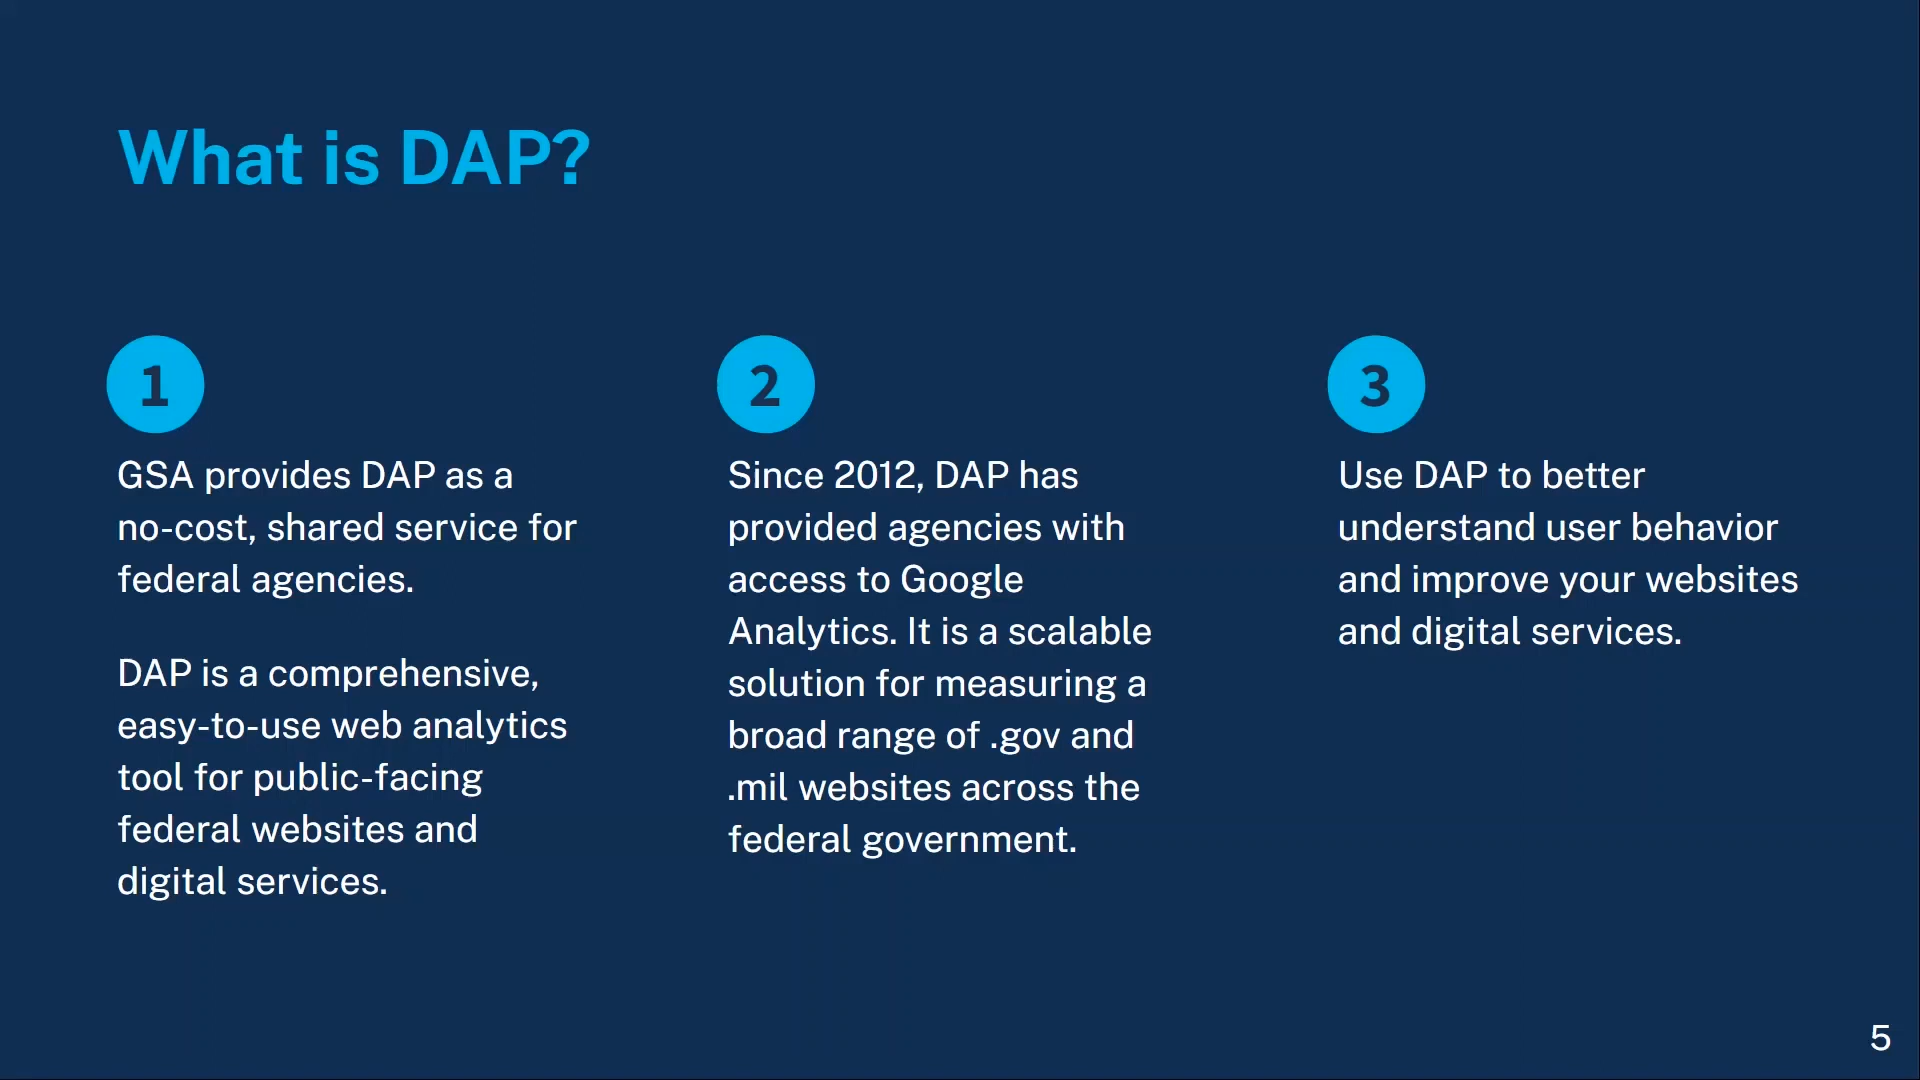 What is DAP?
1
GSA provides DAP as a
no-cost, shared service for
federal agencies.
DAP is a comprehensive,
easy-to-use web analytics
tool for public-facing
federal websites and
digital services.
2
Since 2012, DAP has
provided agencies with
access to Google
Analytics. It is a scalable
solution for measuring a
broad range of .gov and
.mil websites across the
federal government.
3
Use DAP to better
understand user behavior
and improve your websites
and digital services.
5